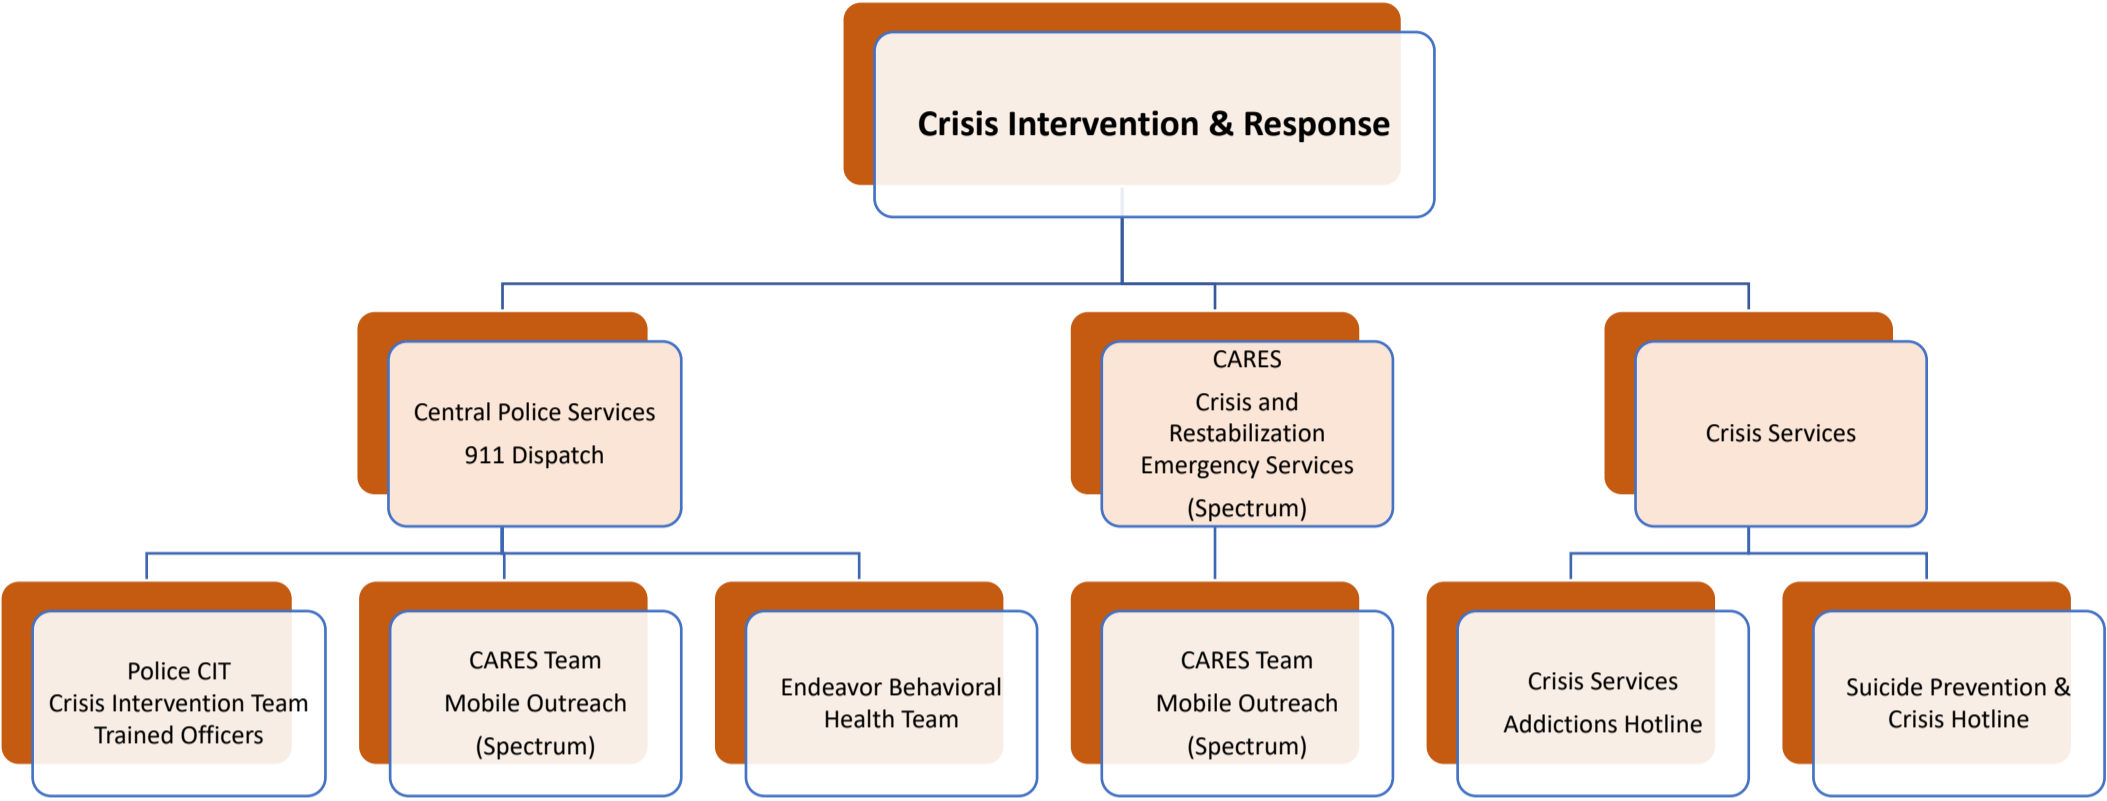 Crisis Intervention & Response
Central Police Services
911 Dispatch
CARES
Crisis and
Restabilization
Emergency Services
(Spectrum)
Crisis Services
Police CIT
Crisis Intervention Team
Trained Officers
CARES Team
Mobile Outreach
(Spectrum)
Endeavor Behavioral
Health Team
CARES Team
Mobile Outreach
(Spectrum)
Crisis Services
Addictions Hotline
Suicide Prevention &
Crisis Hotline